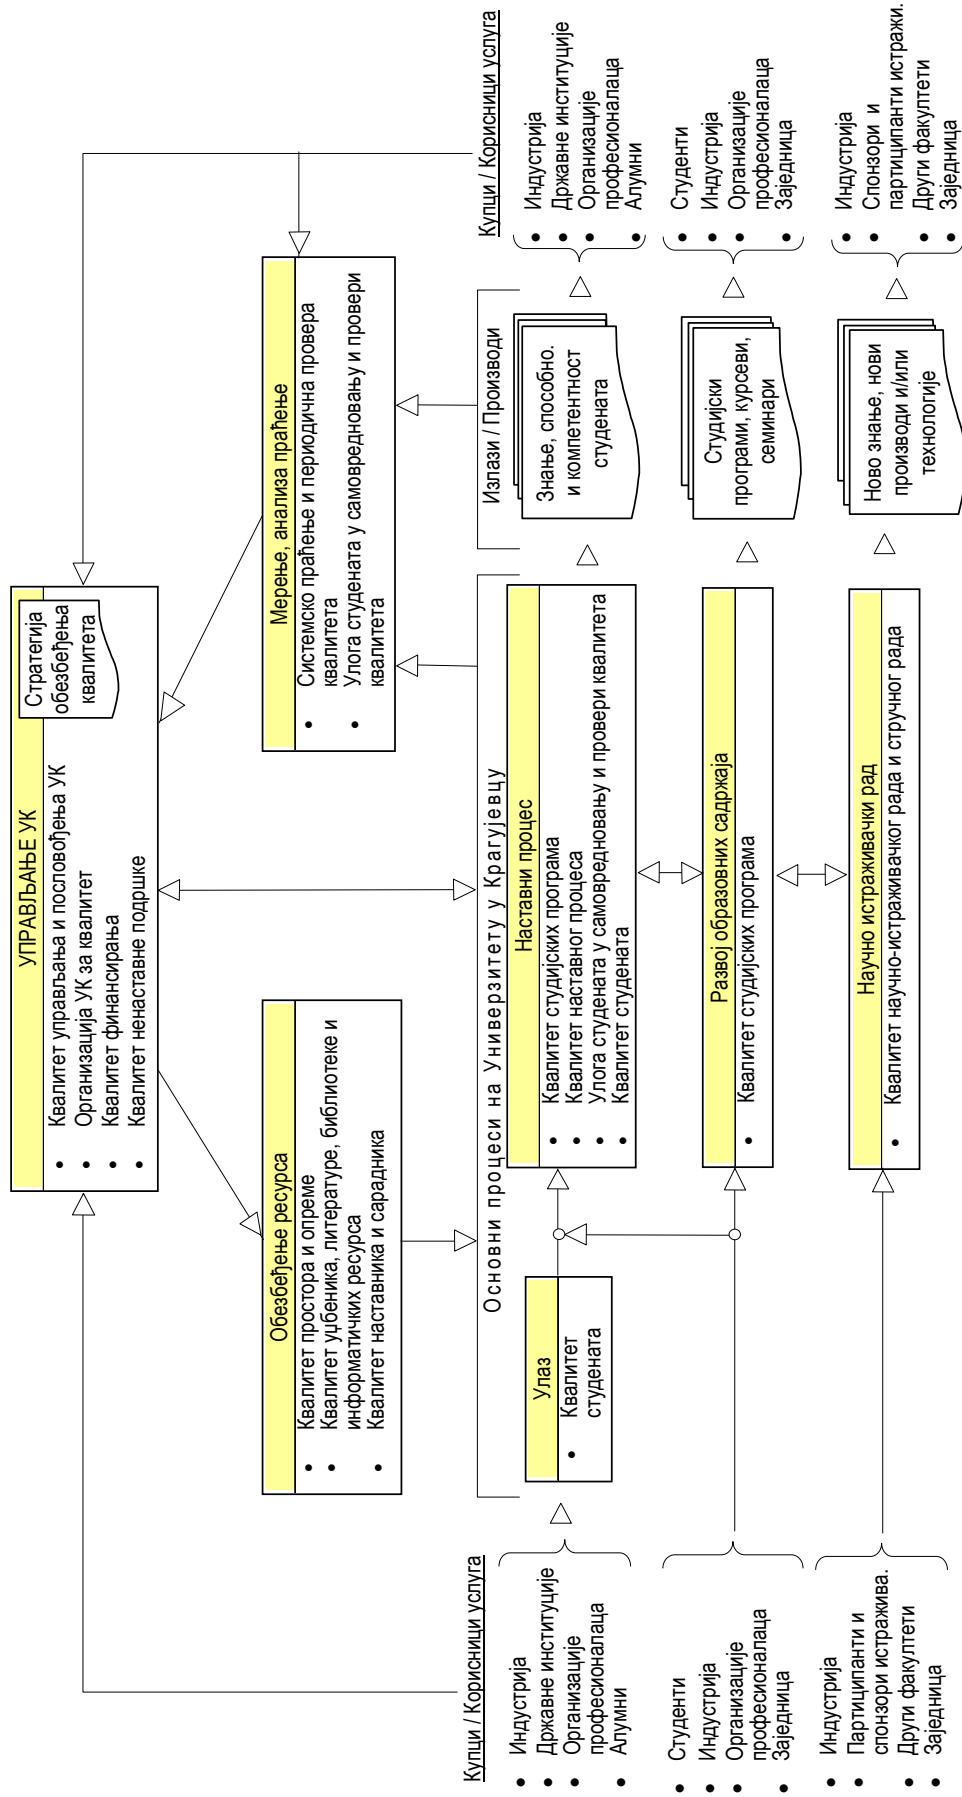 УПРАВЉАЊЕ УК
Стратегија
обезбеђења
квалитета
• Квалитет управљања и посповођења УК
• Организација УК за квалитет
• Квалитет финансирања
• Квалитет ненаставне подршке
Обезбеђење ресурса
• Квалитет простора и опреме
• Квалитет уџбеника, литературе, библиотеке и
информатичких ресурса
• Квалитет наставника и сарадника
Мерење, анализа праћење
• Системско праћење и периодична провера
квалитета
• Улога студената у самовредновању и провери
квалитета
Купци / Корисници услуга
• Индустрија
• Државне институције
• Организације
професионалаца
• Алумни
• Студенти
• Индустрија
• Организације
професионалаца
• Заједница
• Индустрија
• Партиципанти и
спонзори истражива.
• Други факултети
• Заједница
Основни процеси на Универзитету у Крагујевцу
Улаз
• Квалитет
студената
Наставни процес
• Квалитет студијских програма
• Квалитет наставног процеса
• Улога студената у самовредновању и провери квалитета
• Квалитет студената
Развој образовних садржаја
• Квалитет студијских програма
Научно истраживачки рад
• Квалитет научно-истраживачког рада и стручног рада
Излази / Производи
Знање, способно.
и компетентност
студената
Студијски
програми, курсеви,
семинари
Ново знање, нови
производи и/или
технологије
Купци / Корисници услуга
• Индустрија
• Државне институције
• Организације
професионалаца
• Алумни
• Студенти
• Индустрија
• Организације
професионалаца
• Заједница
• Индустрија
• Спонзори и
партиципанти истражи.
• Други факултети
• Заједница